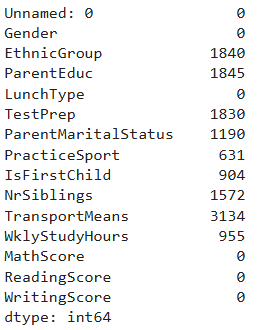 Unnamed: 0 0
Gender 0
EthnicGroup 1840
ParentEduc 1845
LunchType 0
TestPrep 1830
ParentMaritalStatus 1190
PracticeSport 631
IsFirstChild 904
NrSiblings 1572
TransportMeans 3134
WklyStudyHours 955
MathScore 0
ReadingScore 0
WritingScore 0
dtype: int64